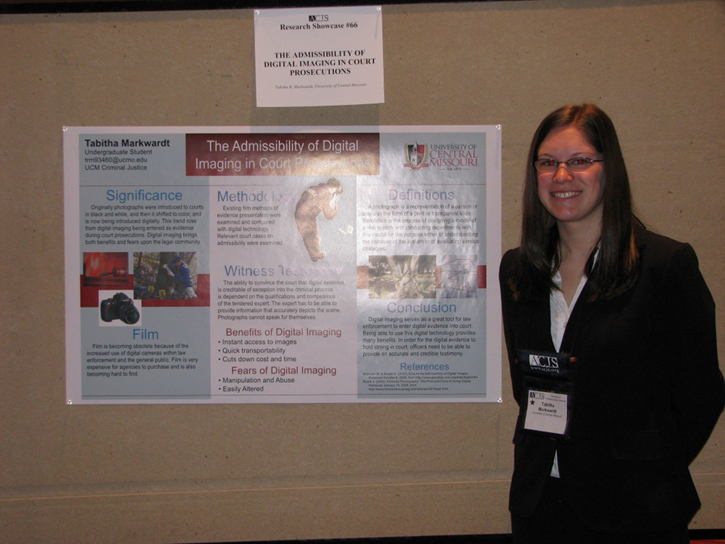 ACJS
Research Showcase #66
THE ADMISSIBILITY OF
DIGITAL IMAGING IN COURT
PROSECUTIONS
Tabitha R. Markwardt, University of Central Missouri
Tabitha Markwardt
Undergraduate Student
trm93460@ucmo.edu
UCM Criminal Justice
The Admissibility of Digital
Imaging in Court Prosecutions
UNIVERSITY OF
CENTRAL
MISSOURI
Significance
Originally photographs were introduced to courts
in black and white, and then it shifted to color, and
is now being introduced digitally. This trend rose
from digital imaging being entered as evidence
during court prosecutions. Digital imaging brings
both benefits and fears upon the legal community.
Film
Film is becoming obsolete because of the
increased use of digital cameras within law
enforcement and the general public. Film is very
expensive for agencies to purchase and is also
becoming hard to find.
Methodology
Existing film methods of
evidence presentation were
examined and compared
with digital technology.
Relevant court cases on
admissibility were examined.
Witness Testimony
The ability to convince the court that digital evidence
is creditable of exception into the criminal process
is dependent on the qualifications and competence
of the tendered expert. The expert has to be able to
provide information that accurately depicts the scene.
Photographs cannot speak for themselves.
Benefits of Digital Imaging
• Instant access to images
• Quick transportability
• Cuts down cost and time
Fears of Digital Imaging
• Manipulation and Abuse
• Easily Altered
Definitions
Conclusion
Digital imaging serves as a great tool for law
enforcement to enter digital evidence into court.
Being able to use this digital technology provides
many benefits. In order for the digital evidence to
hold strong in court, officers need to be able to
provide an accurate and credible testimony.
References
ACJS
www.acjs.org
ACJS
Tabitha
Markwardt